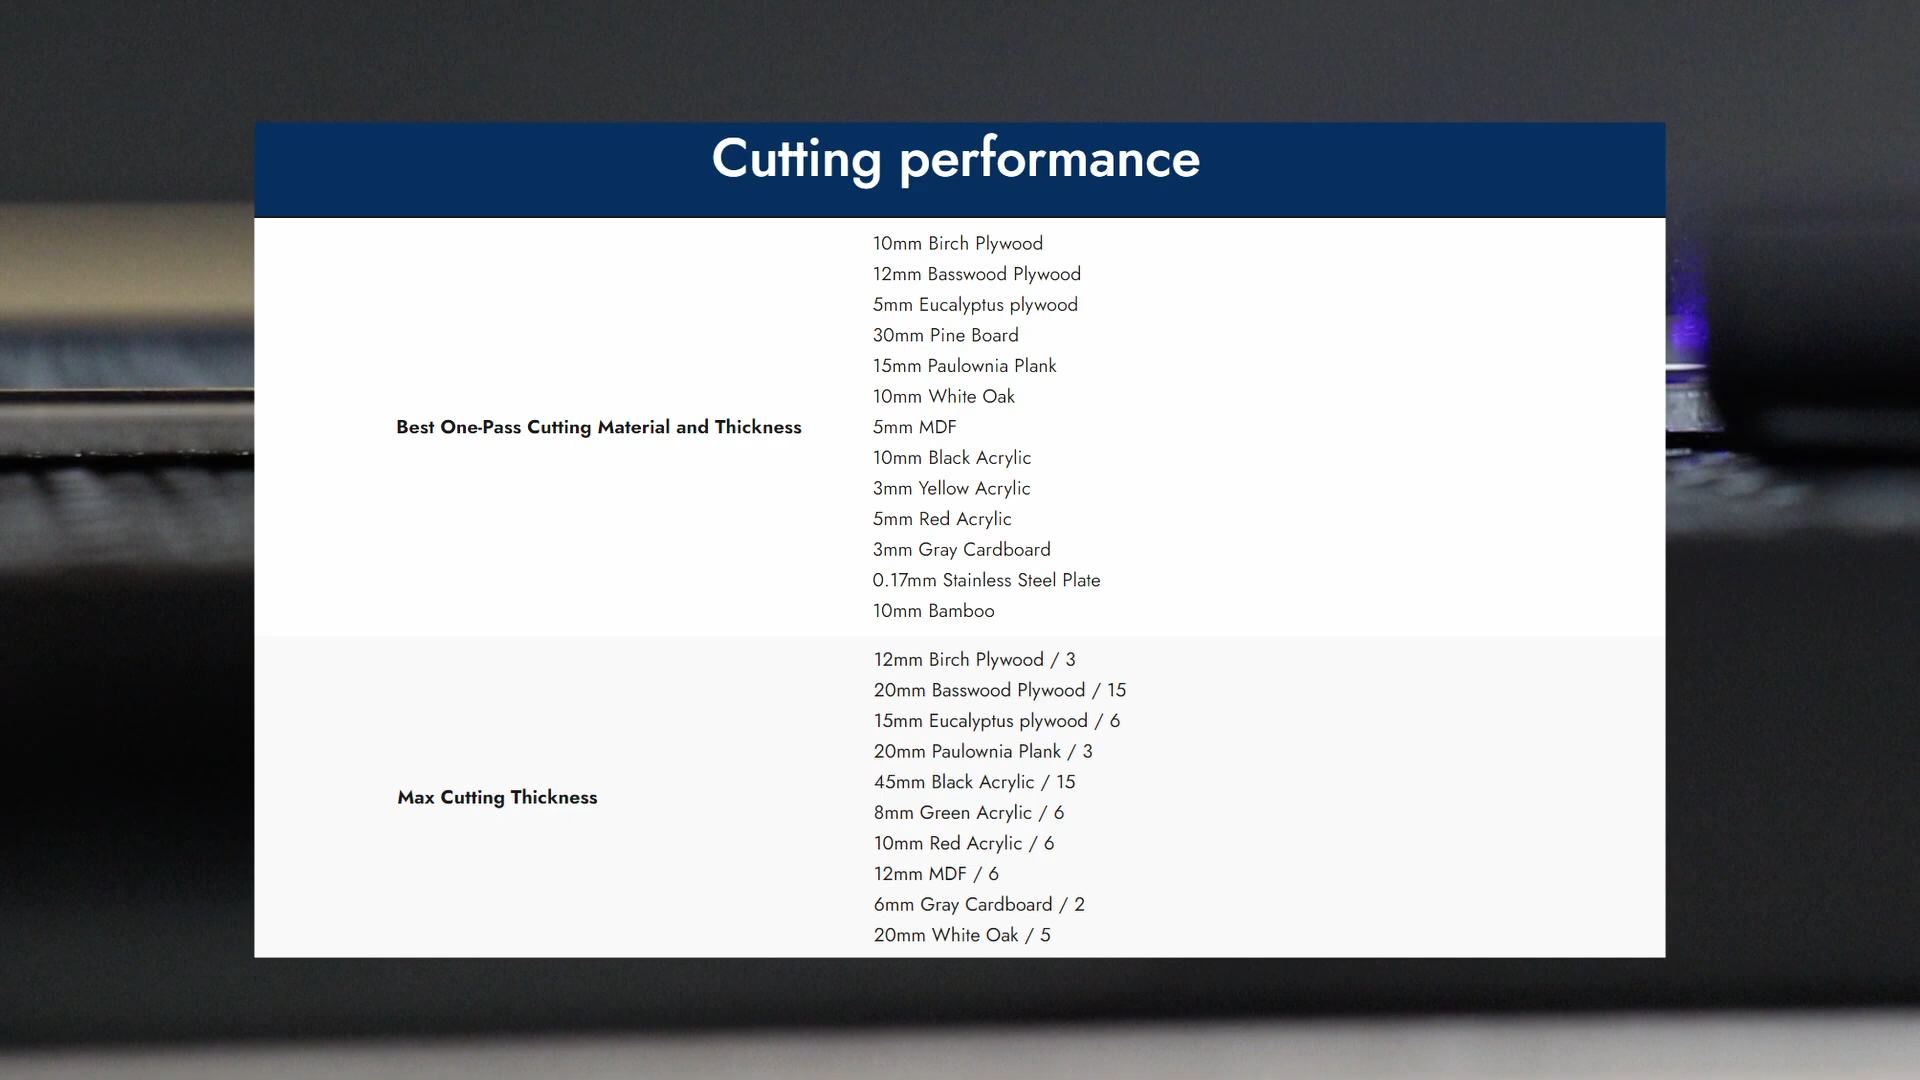 Cutting performance
Best One-Pass Cutting Material and Thickness
10mm Birch Plywood
12mm Basswood Plywood
5mm Eucalyptus plywood
30mm Pine Board
15mm Paulownia Plank
10mm White Oak
5mm MDF
10mm Black Acrylic
3mm Yellow Acrylic
5mm Red Acrylic
3mm Gray Cardboard
0.17mm Stainless Steel Plate
10mm Bamboo
Max Cutting Thickness
12mm Birch Plywood / 3
20mm Basswood Plywood / 15
15mm Eucalyptus plywood / 6
20mm Paulownia Plank / 3
45mm Black Acrylic / 15
8mm Green Acrylic / 6
10mm Red Acrylic / 6
12mm MDF / 6
6mm Gray Cardboard / 2
20mm White Oak / 5